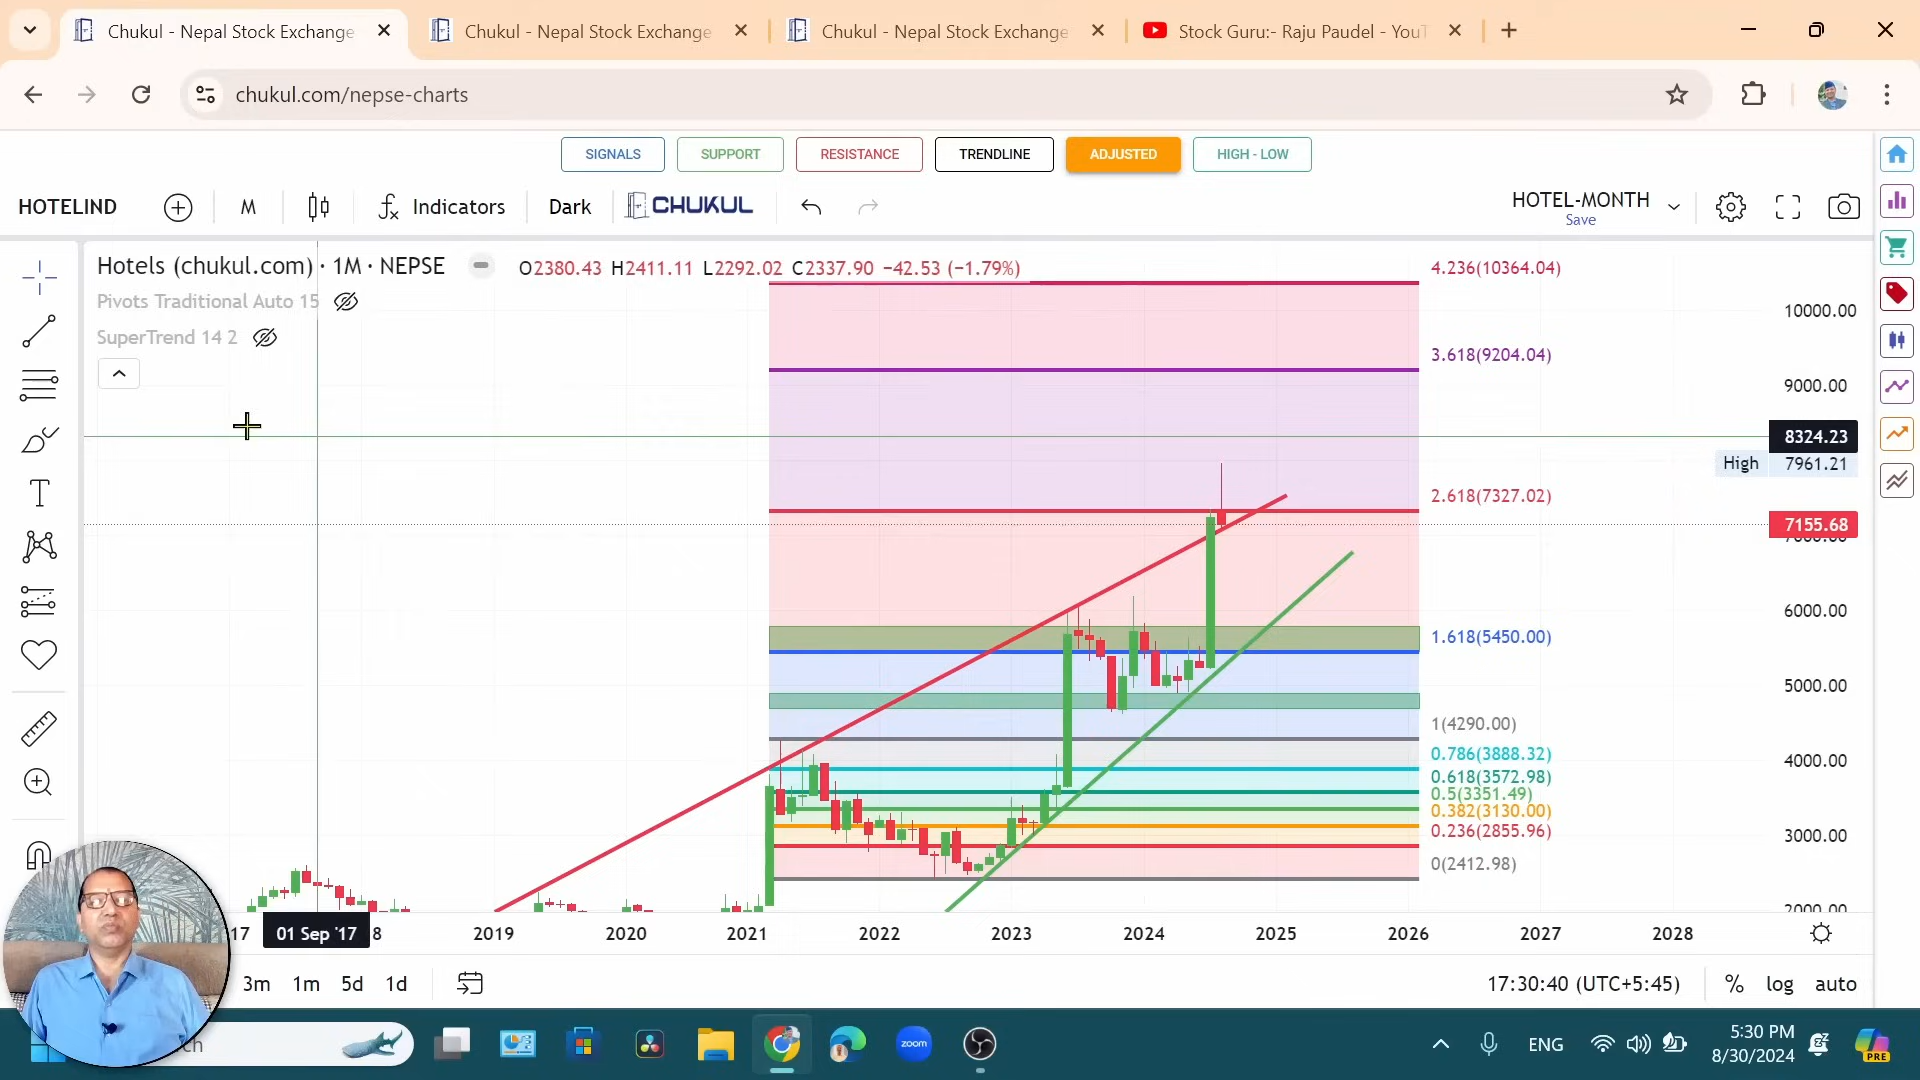 Chukul - Nepal Stock Exchange
Chukul - Nepal Stock Exchange
Chukul - Nepal Stock Exchange
Stock Guru:- Raju Paudel - YouT
chukul.com/nepse-charts
SIGNALS
SUPPORT
RESISTANCE
TRENDLINE
ADJUSTED
HIGH - LOW
HOTELIND
M
Indicators
Dark
CHUKUL
HOTEL-MONTH
Save
Hotels (chukul.com) · 1M · NEPSE
O2380.43 H2411.11 L2292.02 C2337.90 −42.53 (−1.79%)
Pivots Traditional Auto 15
SuperTrend 14 2
4.236(10364.04)
3.618(9204.04)
2.618(7327.02)
1.618(5450.00)
1(4290.00)
0.786(3888.32)
0.618(3572.98)
0.5(3351.49)
0.382(3130.00)
0.236(2855.96)
0(2412.98)
10000.00
9000.00
8324.23
High 7961.21
7155.68
6000.00
5000.00
4000.00
3000.00
2000.00
17 01 Sep '17 8 2019 2020 2021 2022 2023 2024 2025 2026 2027 2028
3m 1m 5d 1d
17:30:40 (UTC+5:45) % log auto
zoom
ENG
5:30 PM
8/30/2024
PRE